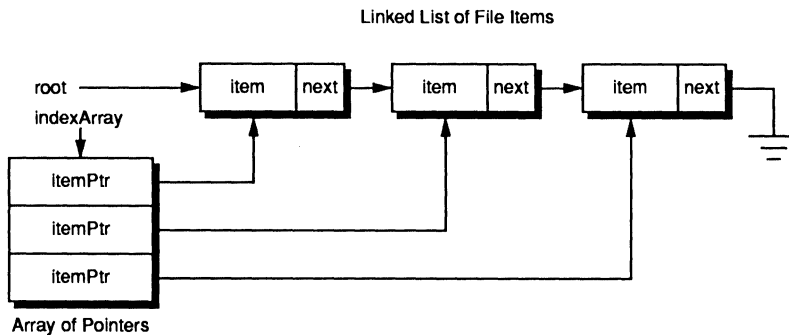 Linked List of File Items
root
item next
item next
item next
indexArray
itemPtr
itemPtr
itemPtr
Array of Pointers